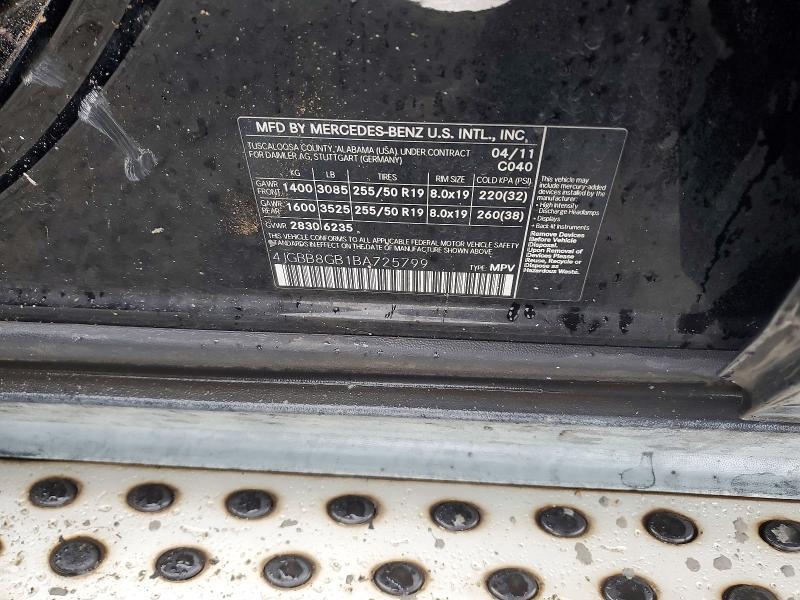 MFD BY MERCEDES-BENZ U.S. INTL., INC,
TUSCALOOSA COUNTY, ALABAMA (USA) UNDER CONTRACT
FOR DAIMLER AG, STUTTGART (GERMANY)
04/11
C040
KG LB TIRES RIM SIZE COLD KPA (PSI)
GAWR FRONT 1400 3085 255/50 R19 8.0x19 220(32)
GAWR REAR 1600 3525 255/50 R19 8.0x19 260(38)
GVWR 2830 6235
THIS VEHICLE CONFORMS TO ALL APPLICABLE FEDERAL MOTOR VEHICLE SAFETY
STANDARDS IN EFFECT ON THE DATE OF MANUFACTURE SHOWN ABOVE.
4JGBB8GB1BA725799
TYPE: MPV
This vehicle may
include mercury-added
devices installed by the
manufacturer:
• High Intensity
Discharge Headlamps
• Displays
• Back-lit Instruments
Remove Devices
Before Vehicle
Disposal.
Upon Removal of
Devices Please
Reuse, Recycle or
Dispose as
Hazardous Waste.